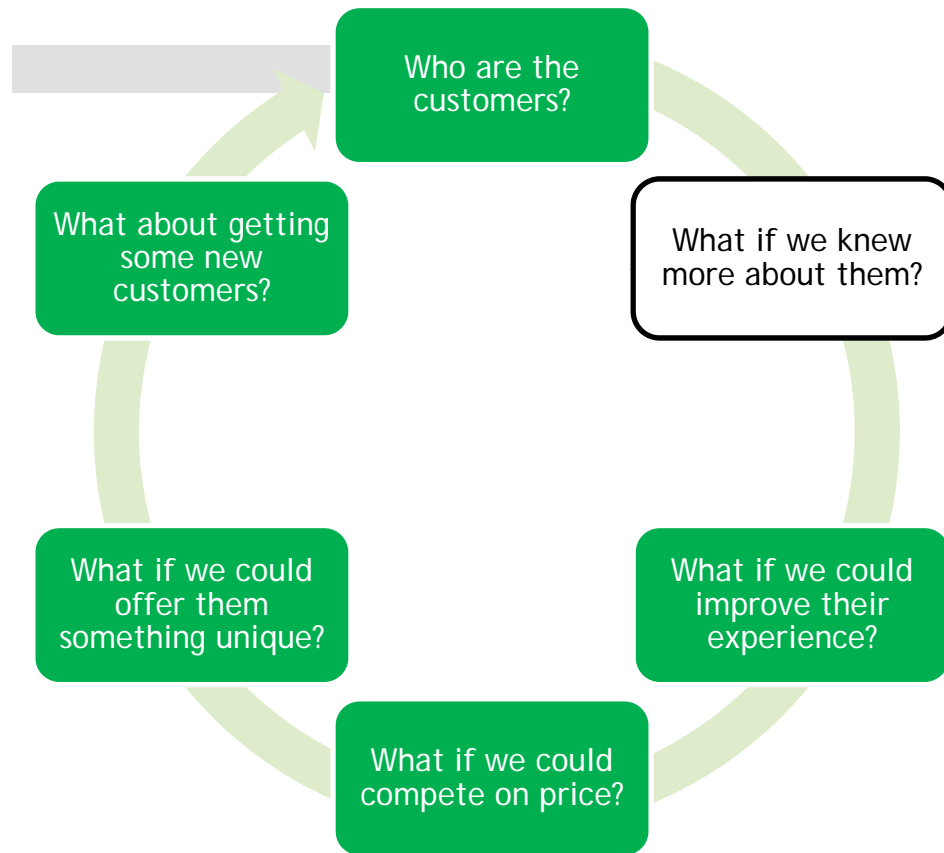 Who are the
customers?
What if we knew
more about them?
What if we could
improve their
experience?
What if we could
compete on price?
What if we could
offer them
something unique?
What about getting
some new
customers?